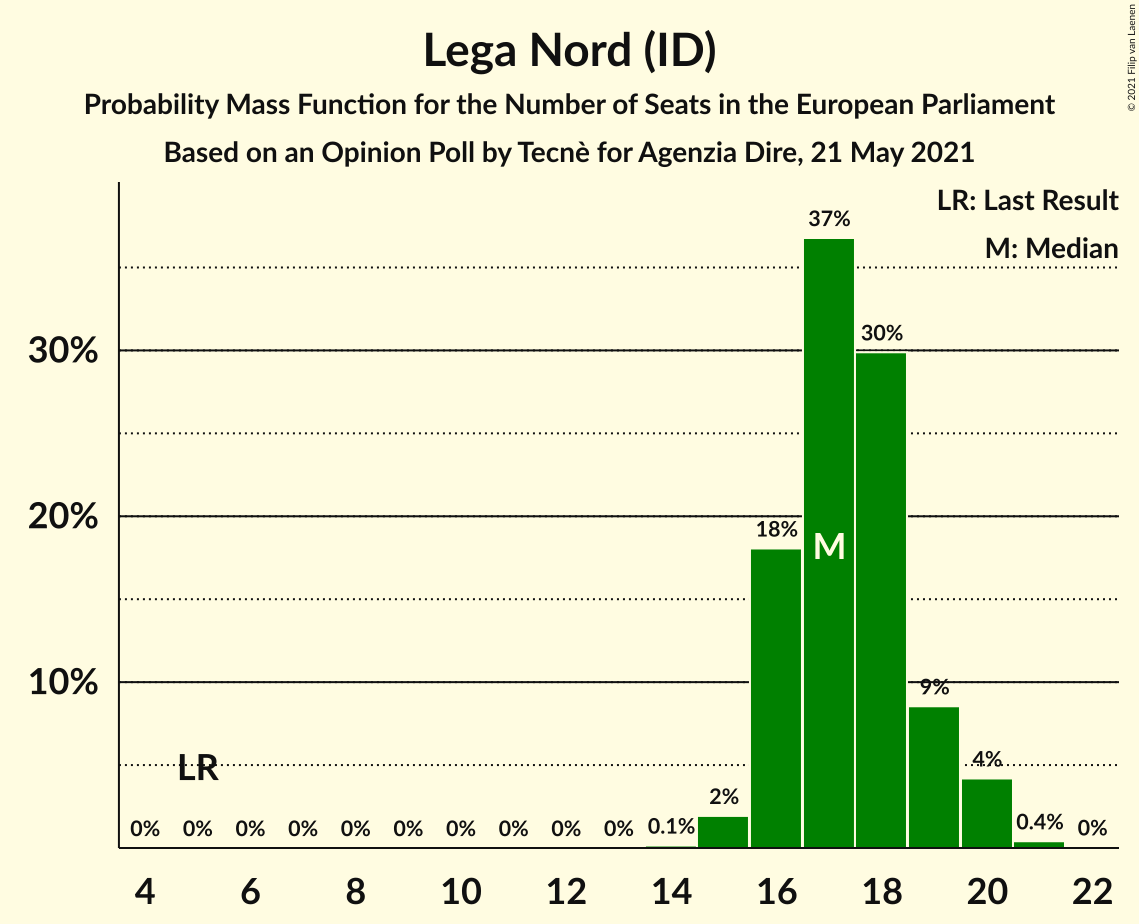 Lega Nord (ID)
Probability Mass Function for the Number of Seats in the European Parliament
Based on an Opinion Poll by Tecnè for Agenzia Dire, 21 May 2021
© 2021 Filip van Laenen
LR: Last Result
M: Median
37%
30%
30%
20%
18%
M
10%
9%
LR
4%
2%
0% 0% 0% 0% 0% 0% 0% 0% 0% 0% 0.1% 0.4% 0%
4 6 8 10 12 14 16 18 20 22